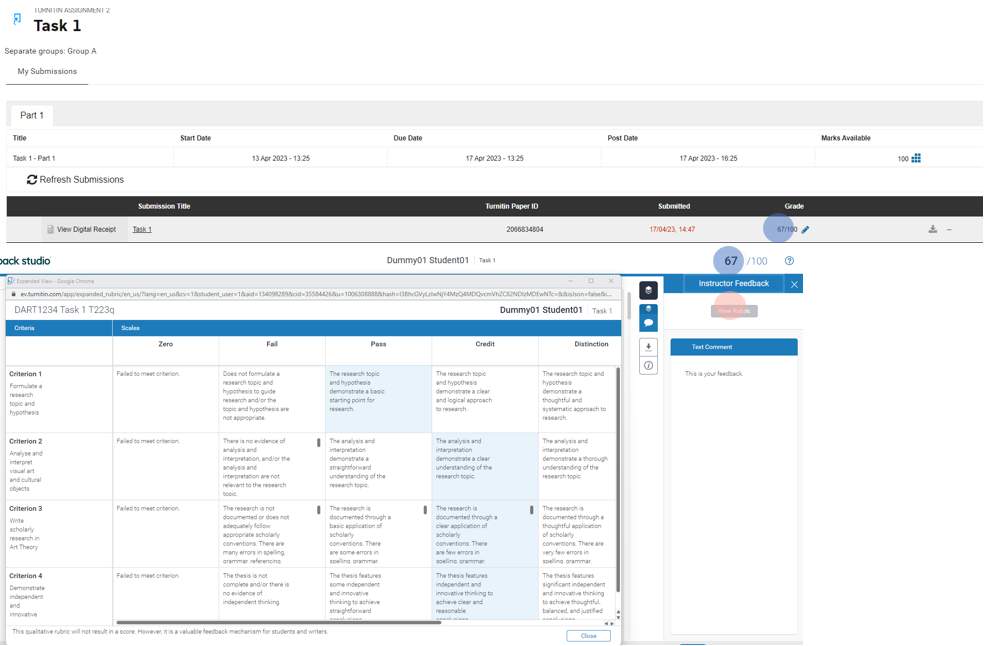 TURNITIN ASSIGNMENT 2
Task 1
Separate groups: Group A
My Submissions
Part 1
Title Start Date Due Date Post Date Marks Available
Task 1 - Part 1 13 Apr 2023 - 13:25 17 Apr 2023 - 13:25 17 Apr 2023 - 16:25 100
Refresh Submissions
Submission Title Turnitin Paper ID Submitted Grade
View Digital Receipt Task 1 2066834804 17/04/23, 14:47 67/100 --
back studio Dummy01 Student01 Task 1 67 /100
Expanded View - Google Chrome
DART1234 Task 1 T223q Dummy01 Student01 Task 1
Instructor Feedback
View Rubric
Text Comment
This is your feedback.
Criteria Scales
Zero Fail Pass Credit Distinction
Criterion 1
Formulate a
research
topic and
hypothesis
Failed to meet criterion.
Does not formulate a
research topic and
hypothesis to guide
research and/or the
topic and hypothesis are
not appropriate.
The research topic
and hypothesis
demonstrate a basic
starting point for
research.
The research topic
and hypothesis
demonstrate a clear
and logical approach
to research.
The research topic and
hypothesis
demonstrate a
thoughtful and
systematic approach to
research.
Criterion 2
Analyse and
interpret
visual art
and cultural
objects
Failed to meet criterion.
There is no evidence of
analysis and
interpretation, and/or the
analysis and
interpretation are not
relevant to the research
topic.
The analysis and
interpretation
demonstrate a
straightforward
understanding of the
research topic.
The analysis and
interpretation
demonstrate a clear
understanding of the
research topic.
The analysis and
interpretation
demonstrate a thorough
understanding of the
research topic.
Criterion 3
Write
scholarly
research in
Art Theory
Failed to meet criterion.
The research is not
documented or does not
adequately follow
appropriate scholarly
conventions. There are
many errors in spelling,
grammar, referencing
The research is
documented through a
basic application of
scholarly
conventions. There
are some errors in
spelling, grammar,
The research is
documented through a
clear application of
scholarly
conventions. There
are few errors in
spelling, grammar,
The research is
documented through a
thoughtful application
of scholarly
conventions. There are
very few errors in
spelling, grammar,
Criterion 4
Demonstrate
independent
and
innovative
Failed to meet criterion.
The thesis is not
complete and/or there is
no evidence of
independent thinking.
The thesis features
some independent
and innovative
thinking to achieve
straightforward
conclusions
The thesis features
independent and
innovative thinking to
achieve clear and
reasonable
conclusions
The thesis features
significant independent
and innovative thinking
to achieve thoughtful,
balanced, and justified
This qualitative rubric will not result in a score. However, it is a valuable feedback mechanism for students and writers.
Close